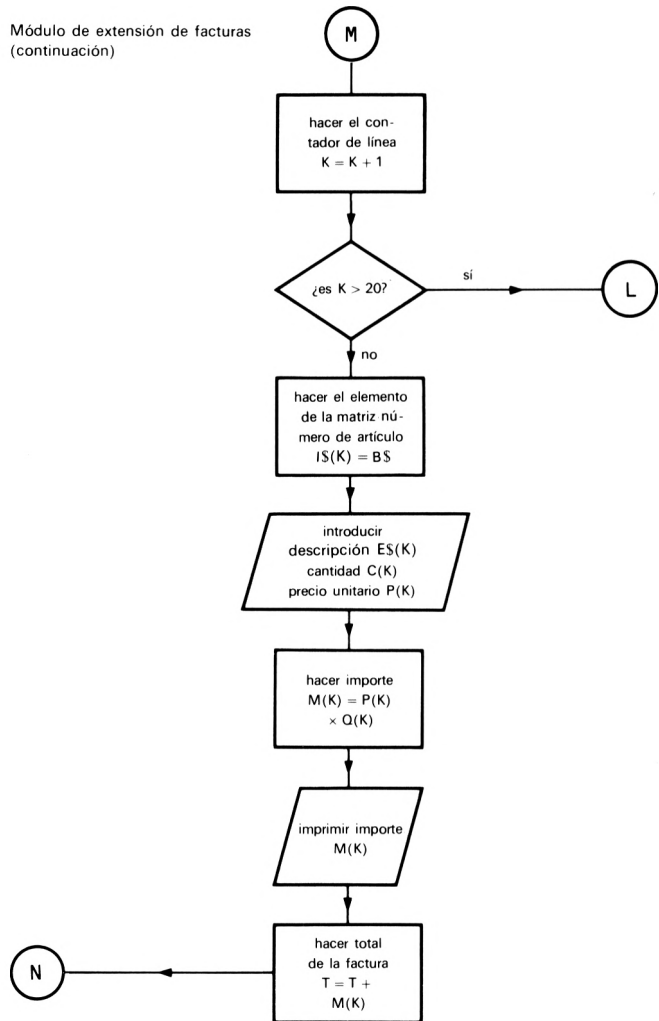 Módulo de extensión de facturas
(continuación)
M
hacer el con-
tador de línea
K = K + 1
¿es K > 20?
sí
L
no
hacer el elemento
de la matriz nú-
mero de artículo
I$(K) = B$
introducir
descripción E$(K)
cantidad C(K)
precio unitario P(K)
hacer importe
M(K) = P(K)
× Q(K)
imprimir importe
M(K)
hacer total
de la factura
T = T +
M(K)
N